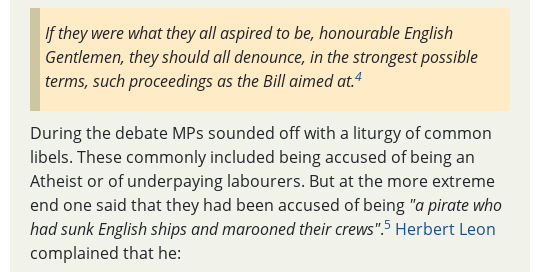 If they were what they all aspired to be, honourable English
Gentlemen, they should all denounce, in the strongest possible
terms, such proceedings as the Bill aimed at.4
During the debate MPs sounded off with a liturgy of common
libels. These commonly included being accused of being an
Atheist or of underpaying labourers. But at the more extreme
end one said that they had been accused of being "a pirate who
had sunk English ships and marooned their crews".5 Herbert Leon
complained that he: